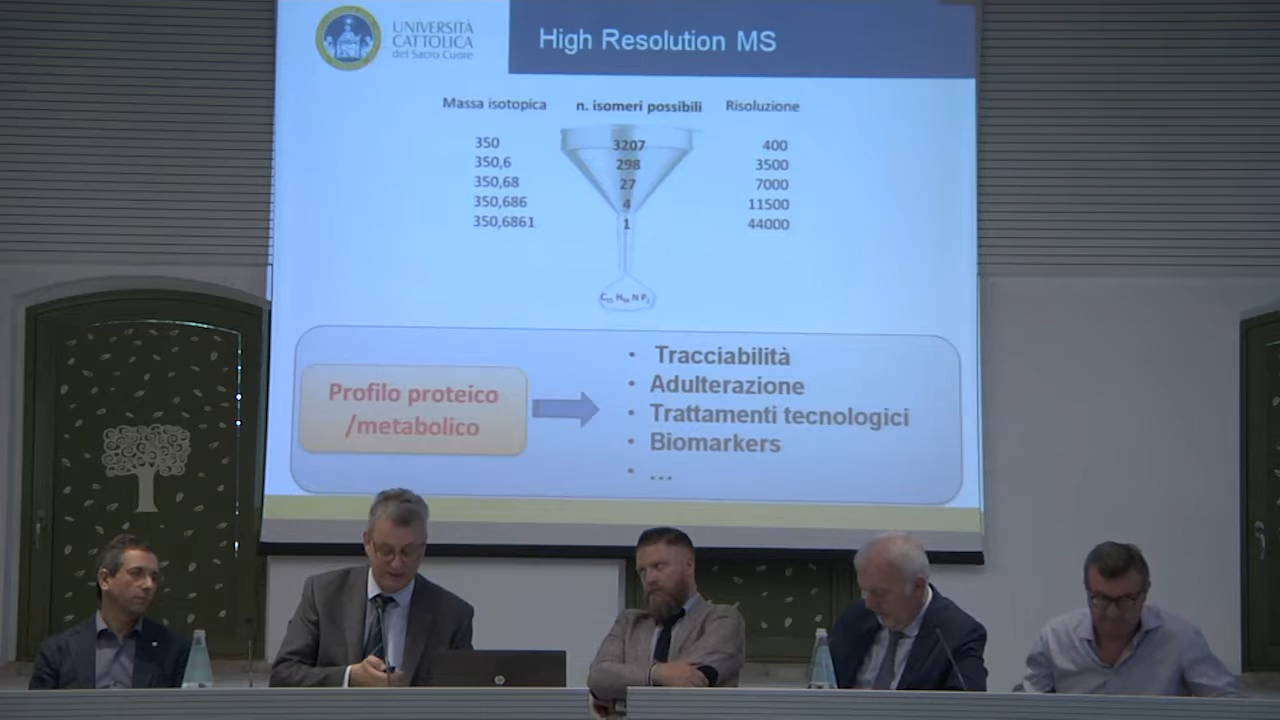 UNIVERSITÀ
CATTOLICA
del Sacro Cuore
High Resolution MS
Massa isotopica n. isomeri possibili Risoluzione
350 3207 400
350,6 298 3500
350,68 27 7000
350,686 4 11500
350,6861 1 44000
Profilo proteico
/metabolico
• Tracciabilità
• Adulterazione
• Trattamenti tecnologici
• Biomarkers
• ...
hp